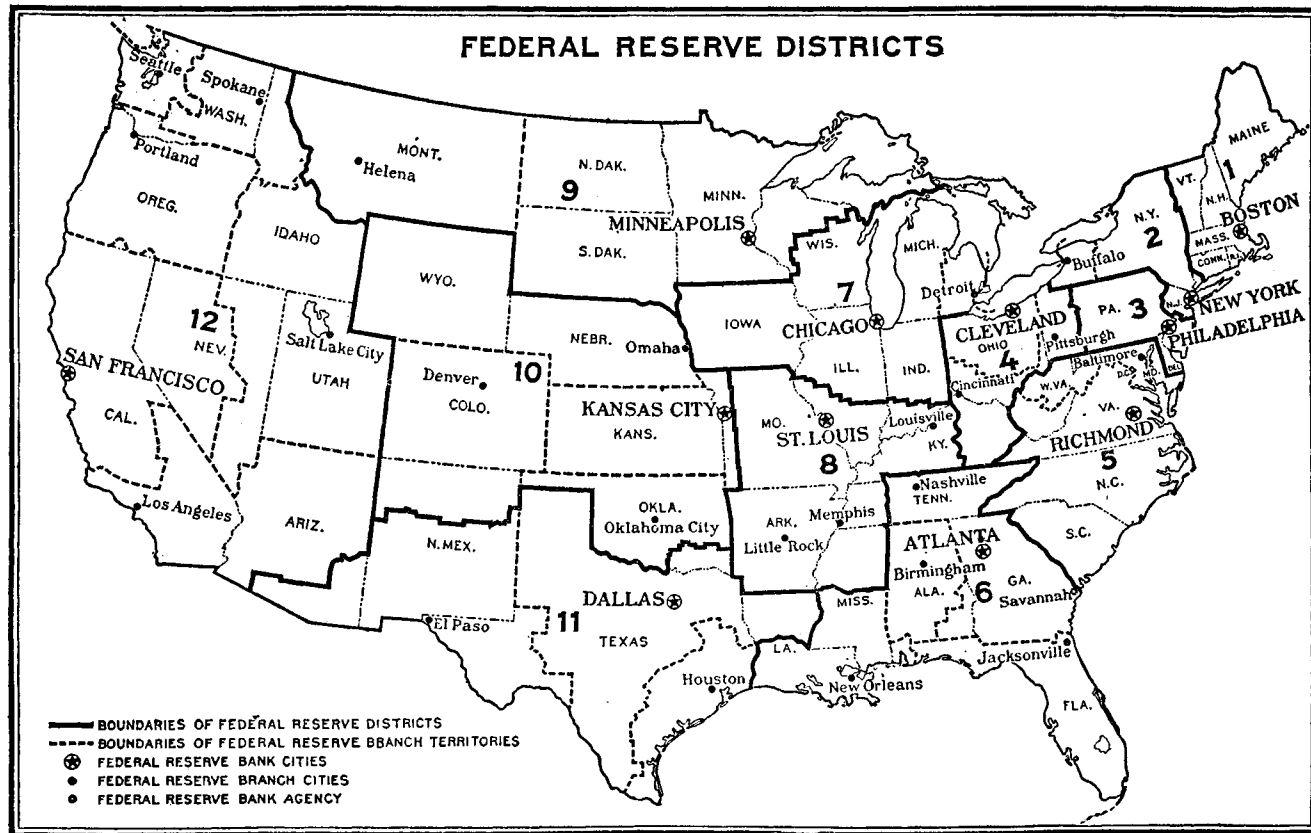 FEDERAL RESERVE DISTRICTS
Seattle
Spokane
WASH.
Portland
OREG.
IDAHO
MONT.
Helena
N. DAK.
9
S. DAK.
MINN.
MINNEAPOLIS
WIS.
MICH.
7
Detroit
CHICAGO
IOWA
ILL.
IND.
WYO.
NEBR.
Omaha
10
Denver
COLO.
KANSAS CITY
KANS.
12
NEV.
Salt Lake City
UTAH
SAN FRANCISCO
CAL.
Los Angeles
ARIZ.
N. MEX.
El Paso
OKLA.
Oklahoma City
MO.
ST. LOUIS
8
Louisville
KY.
ARK.
Little Rock
Memphis
Nashville
TENN.
CLEVELAND
OHIO
4
Cincinnati
Pittsburgh
PA.
3
N.Y.
2
Buffalo
MAINE
1
VT.
N.H.
BOSTON
MASS.
CONN.
R.I.
N.J.
NEW YORK
PHILADELPHIA
Baltimore
D.C.
MD.
DEL.
W.VA.
VA.
RICHMOND
5
N.C.
S.C.
ATLANTA
Birmingham
ALA.
6
GA.
Savannah
Jacksonville
FLA.
MISS.
LA.
New Orleans
DALLAS
11
TEXAS
Houston
BOUNDARIES OF FEDERAL RESERVE DISTRICTS
BOUNDARIES OF FEDERAL RESERVE BRANCH TERRITORIES
FEDERAL RESERVE BANK CITIES
FEDERAL RESERVE BRANCH CITIES
FEDERAL RESERVE BANK AGENCY